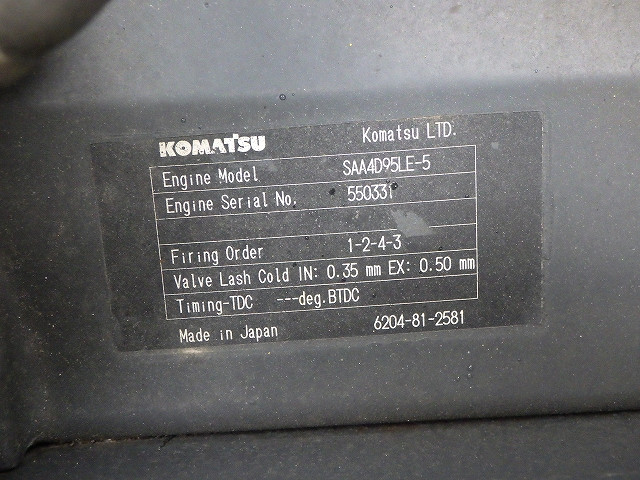 KOMATSU Komatsu LTD.
Engine Model SAA4D95LE-5
Engine Serial No. 550331
Firing Order 1-2-4-3
Valve Lash Cold IN: 0.35 mm EX: 0.50 mm
Timing-TDC ---deg.BTDC
Made in Japan 6204-81-2581